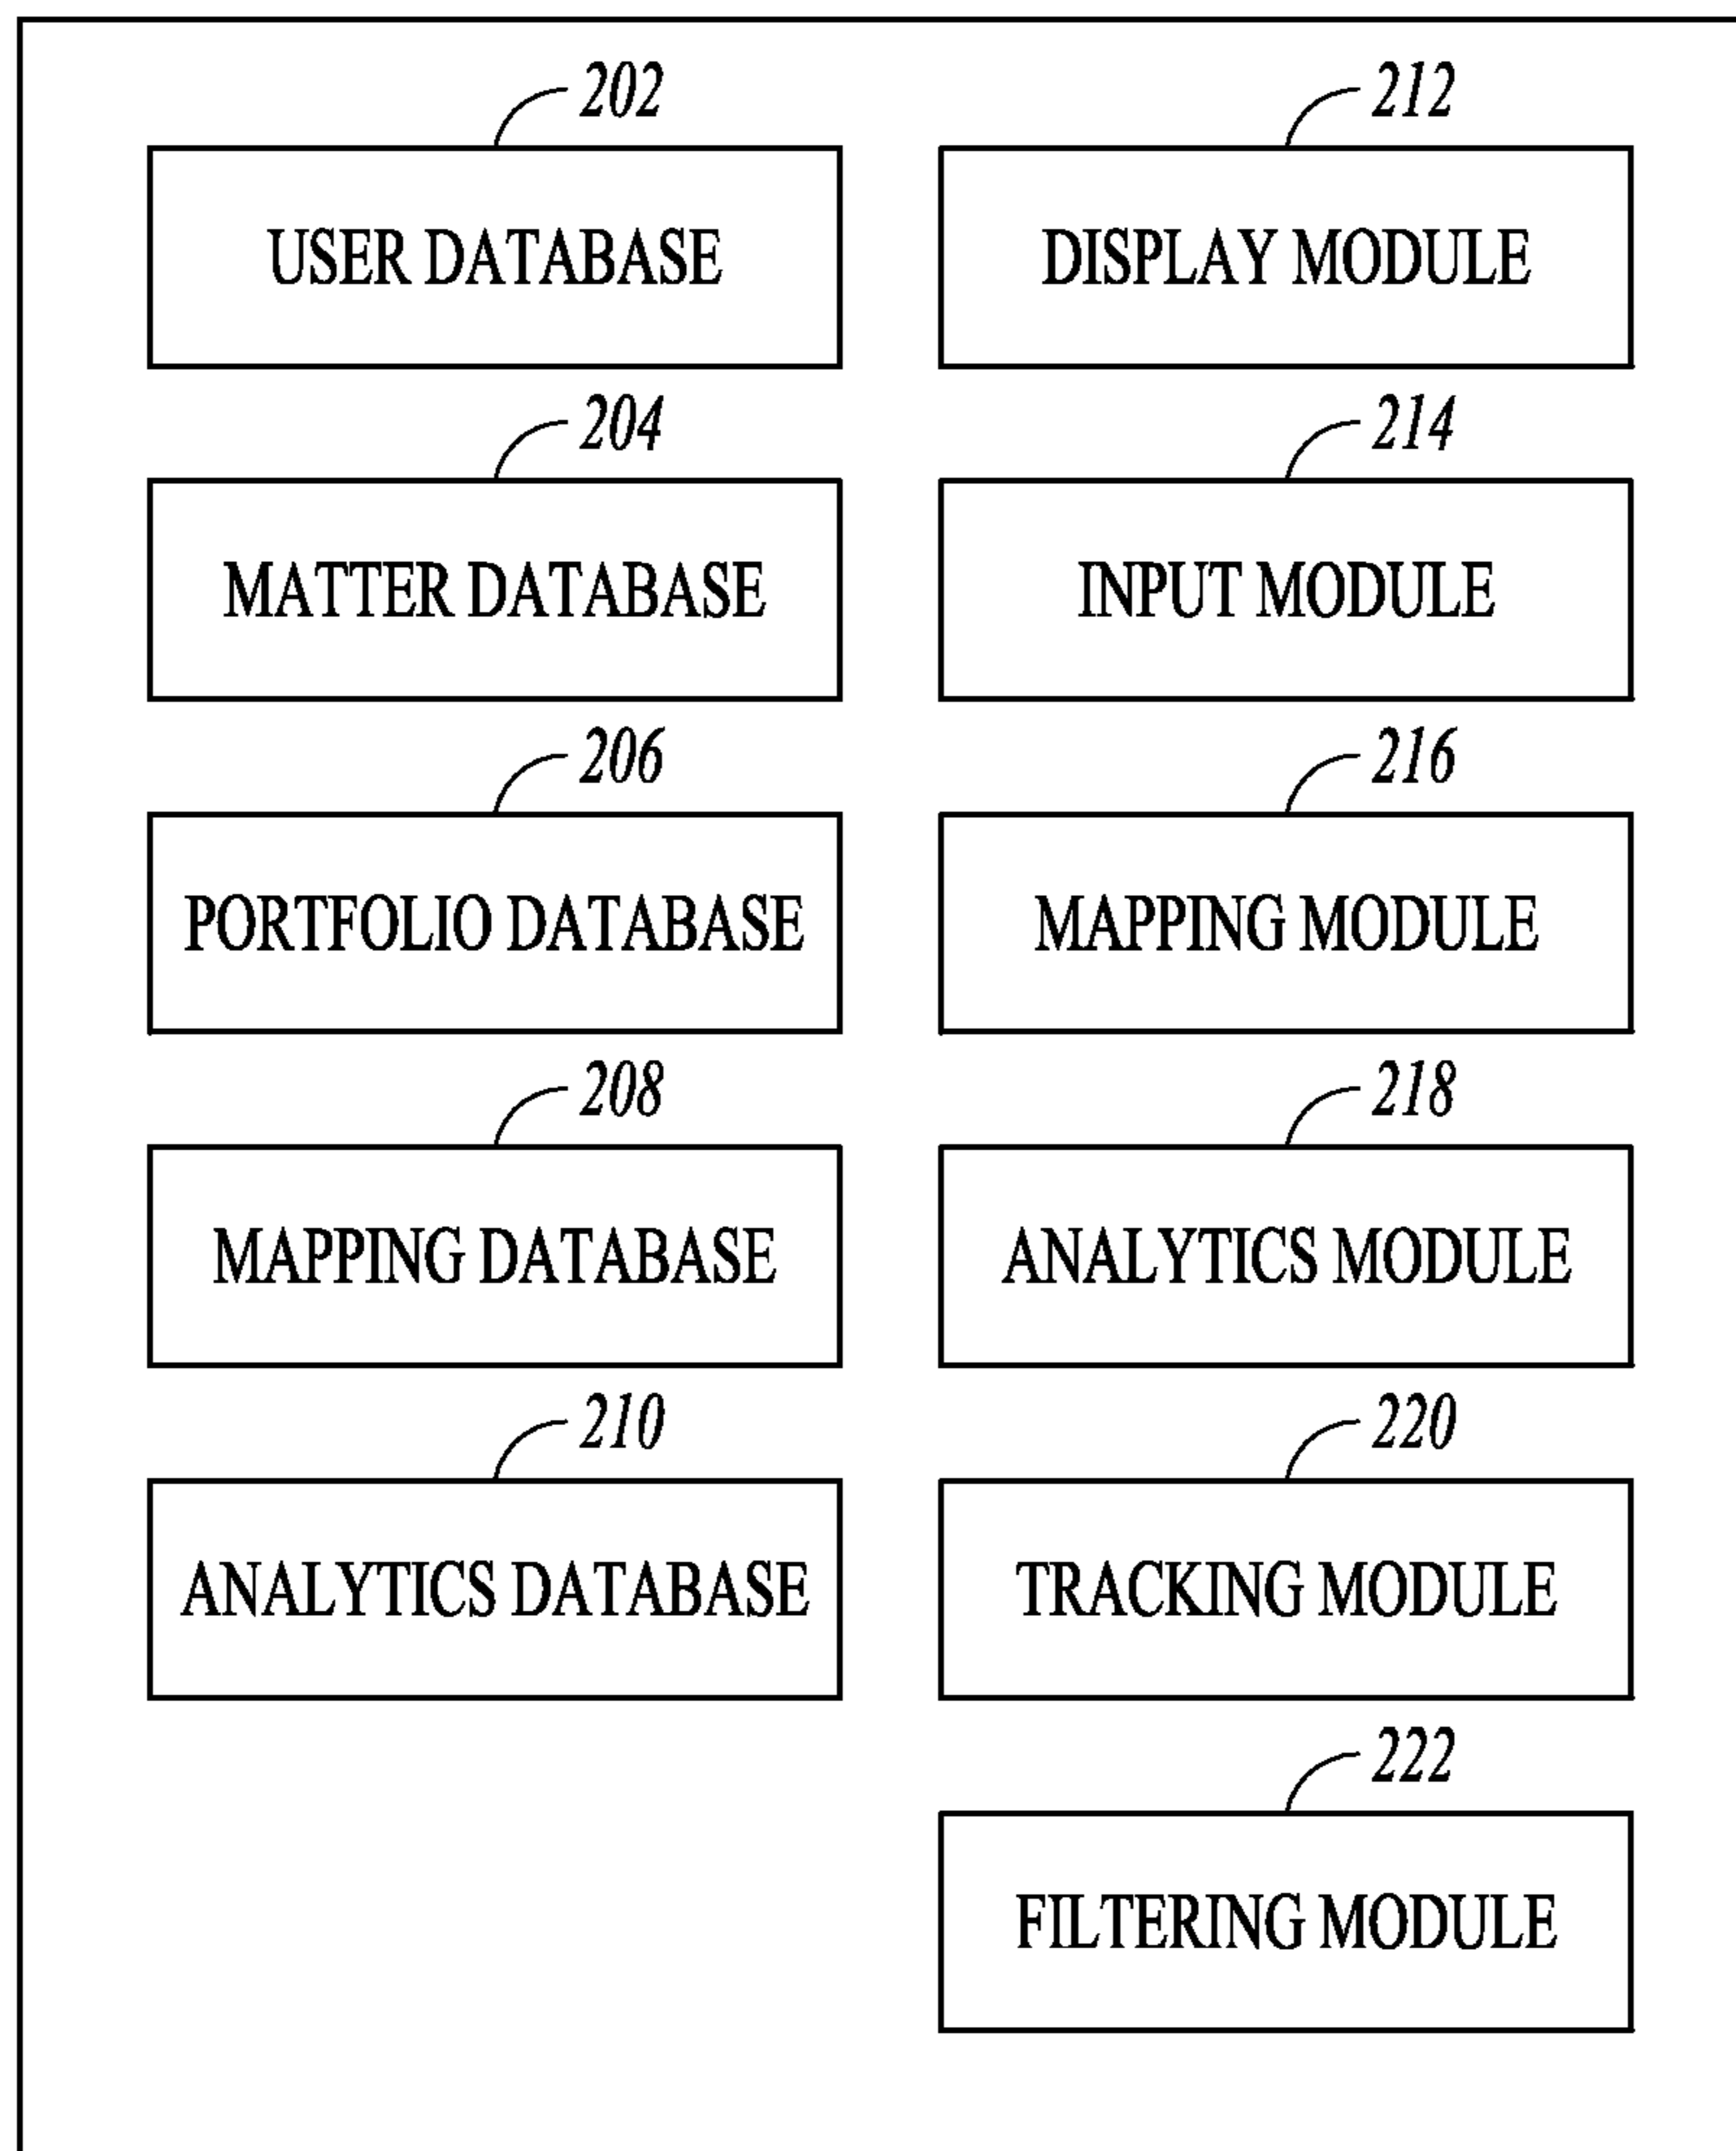 202
USER DATABASE
212
DISPLAY MODULE
204
MATTER DATABASE
214
INPUT MODULE
206
PORTFOLIO DATABASE
216
MAPPING MODULE
208
MAPPING DATABASE
218
ANALYTICS MODULE
210
ANALYTICS DATABASE
220
TRACKING MODULE
222
FILTERING MODULE